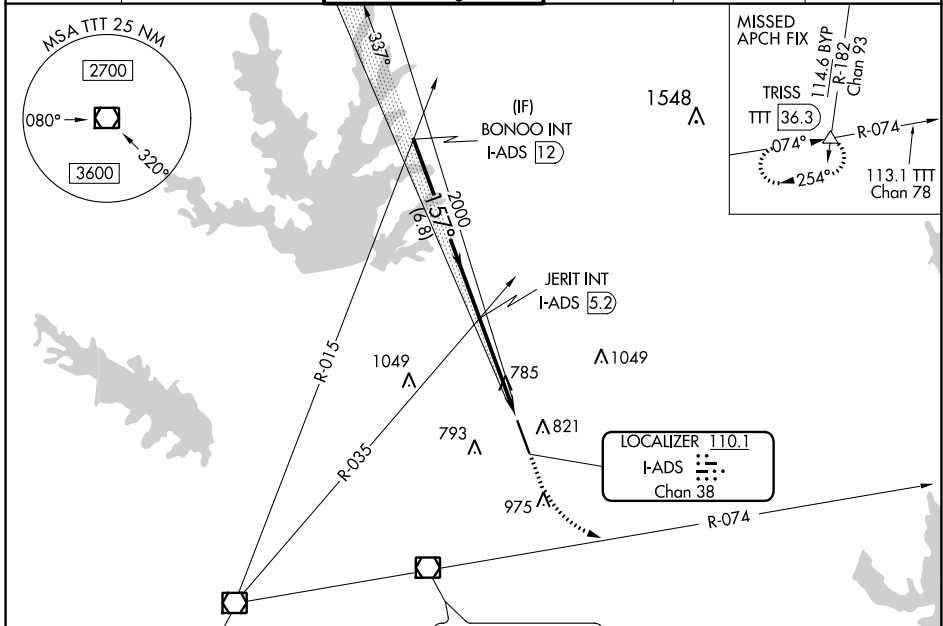 MSA TTT 25 NM
2700
080°
320°
3600
337°
(IF)
BONOO INT
I-ADS 12
1548
MISSED
APCH FIX
114.6 BYP
R-182
Chan 93
TRISS
TTT 36.3
R-074
074°
254°
113.1 TTT
Chan 78
2000
157°
(6.8)
JERIT INT
I-ADS 5.2
R-015
1049
1049
785
R-035
793
821
LOCALIZER 110.1
I-ADS
Chan 38
975
R-074